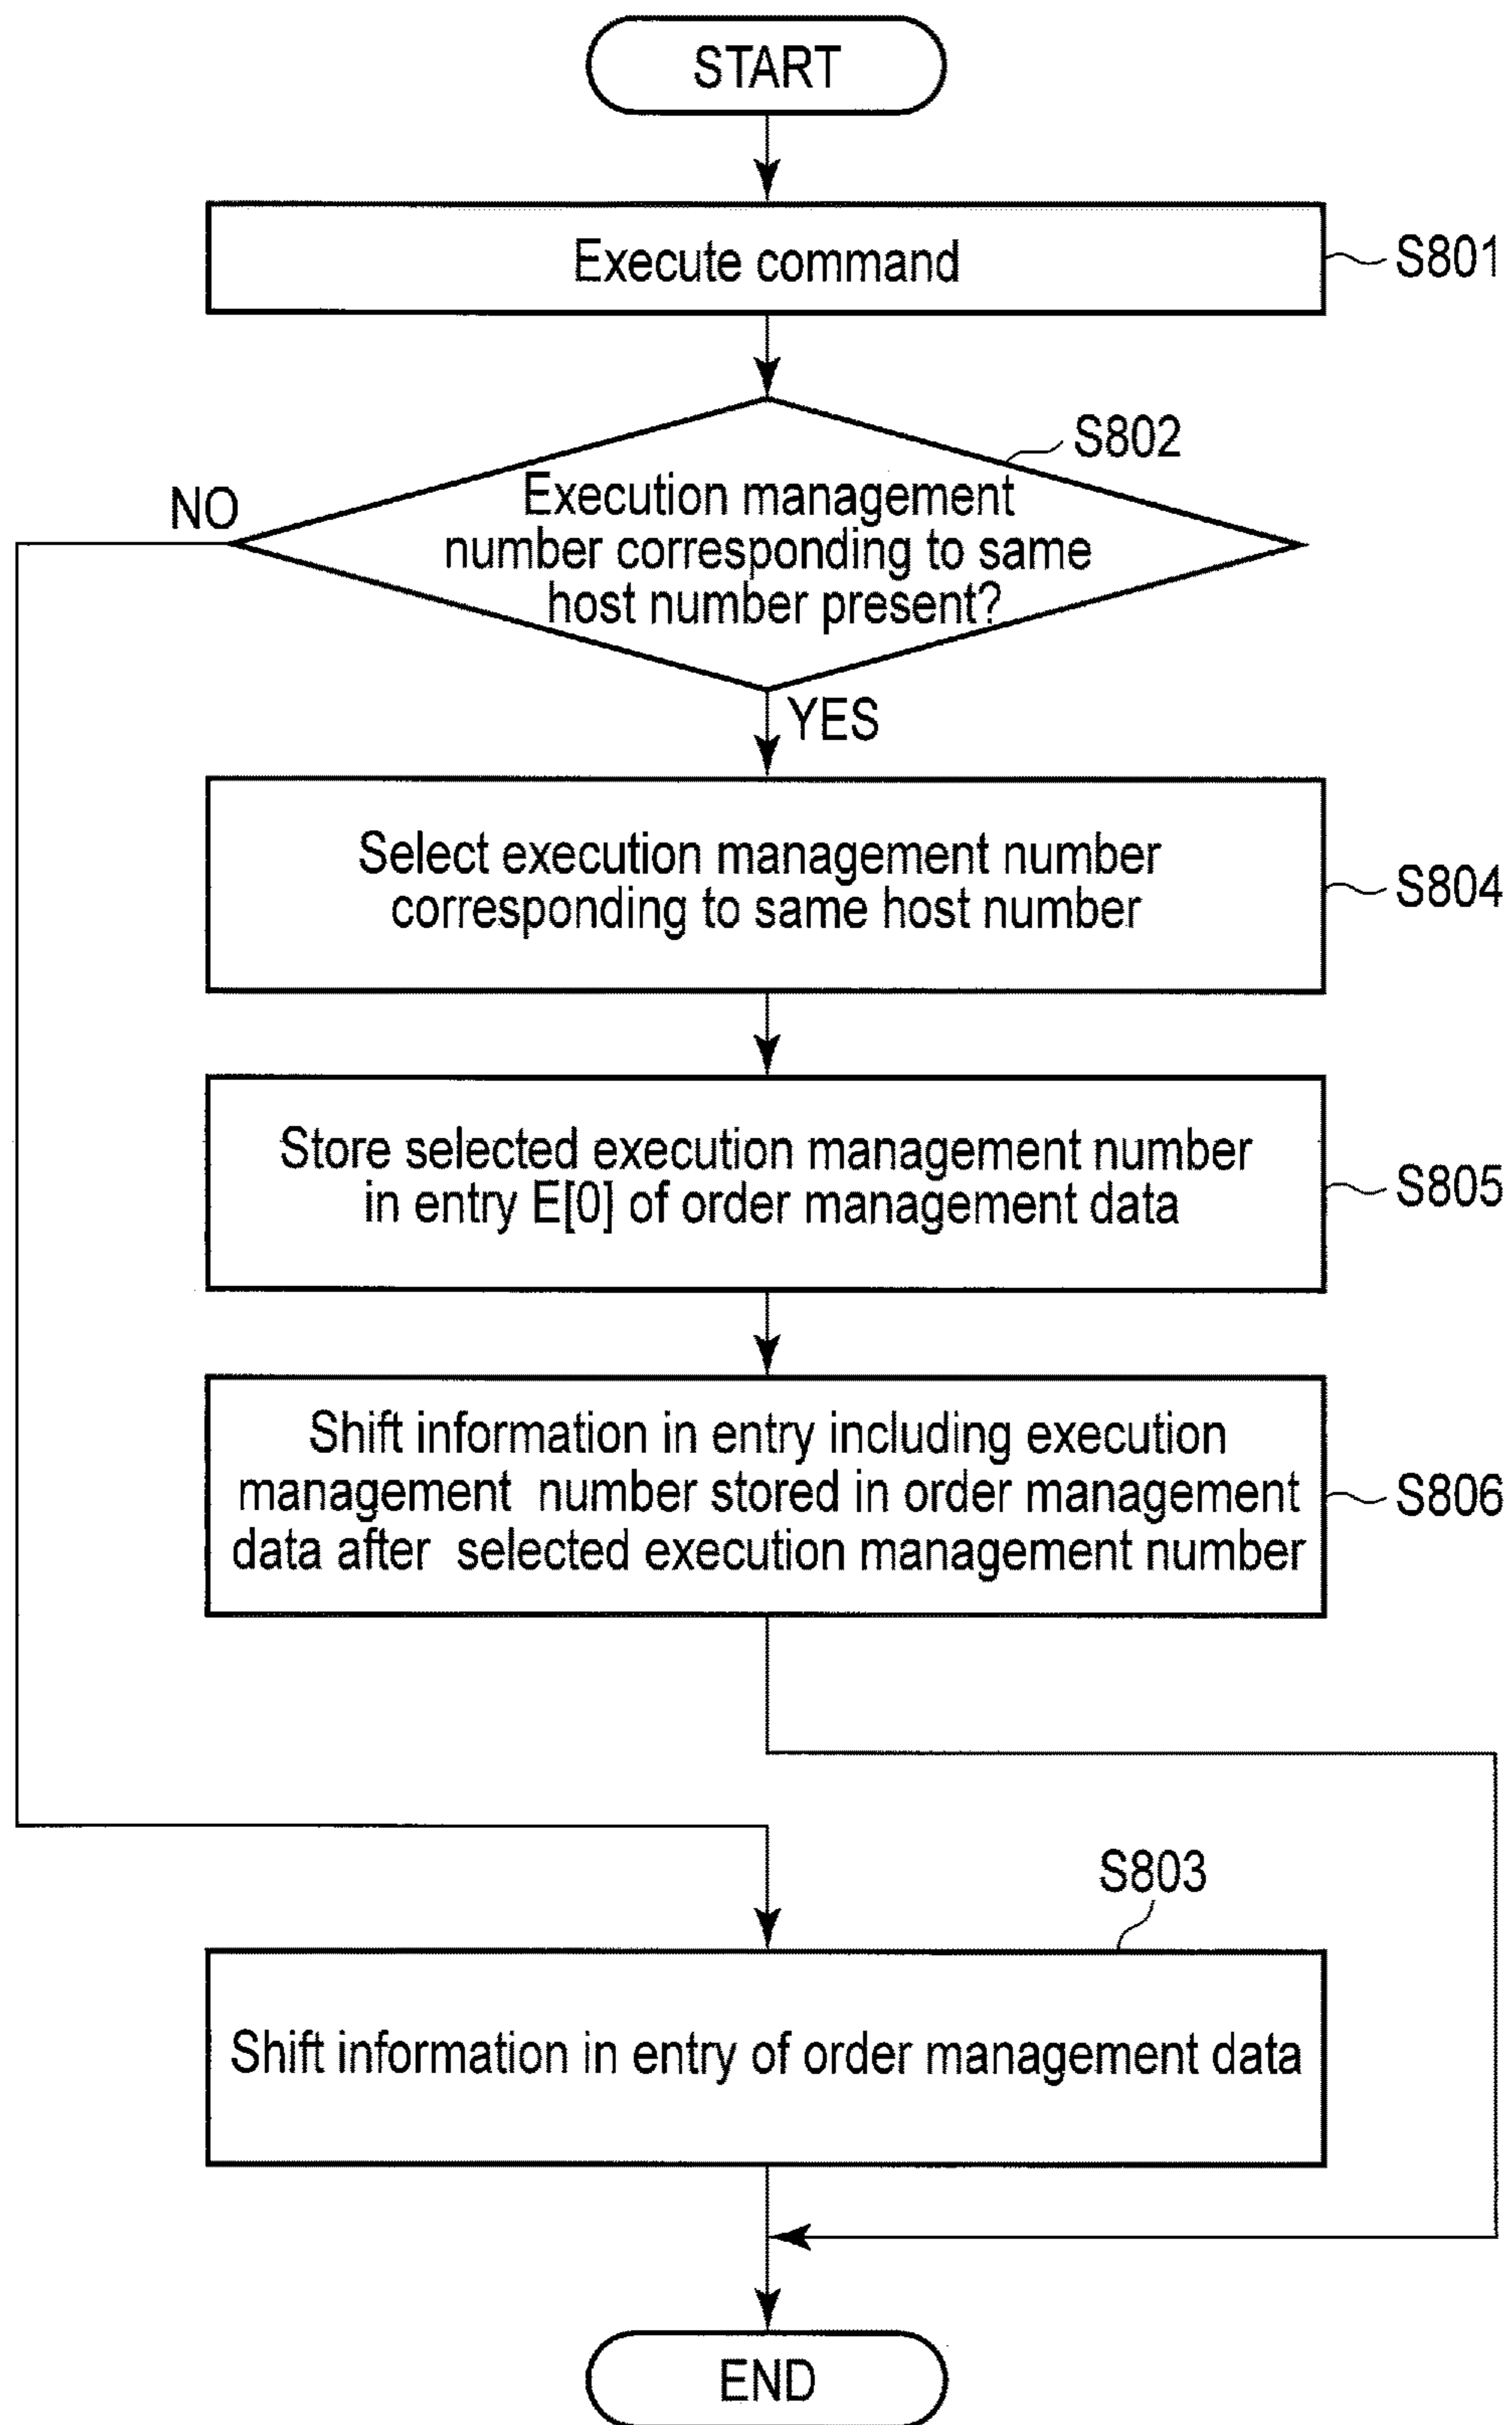 START
Execute command
S801
S802
NO
Execution management
number corresponding to same
host number present?
YES
Select execution management number
corresponding to same host number
S804
Store selected execution management number
in entry E[0] of order management data
S805
Shift information in entry including execution
management number stored in order management
data after selected execution management number
S806
S803
Shift information in entry of order management data
END